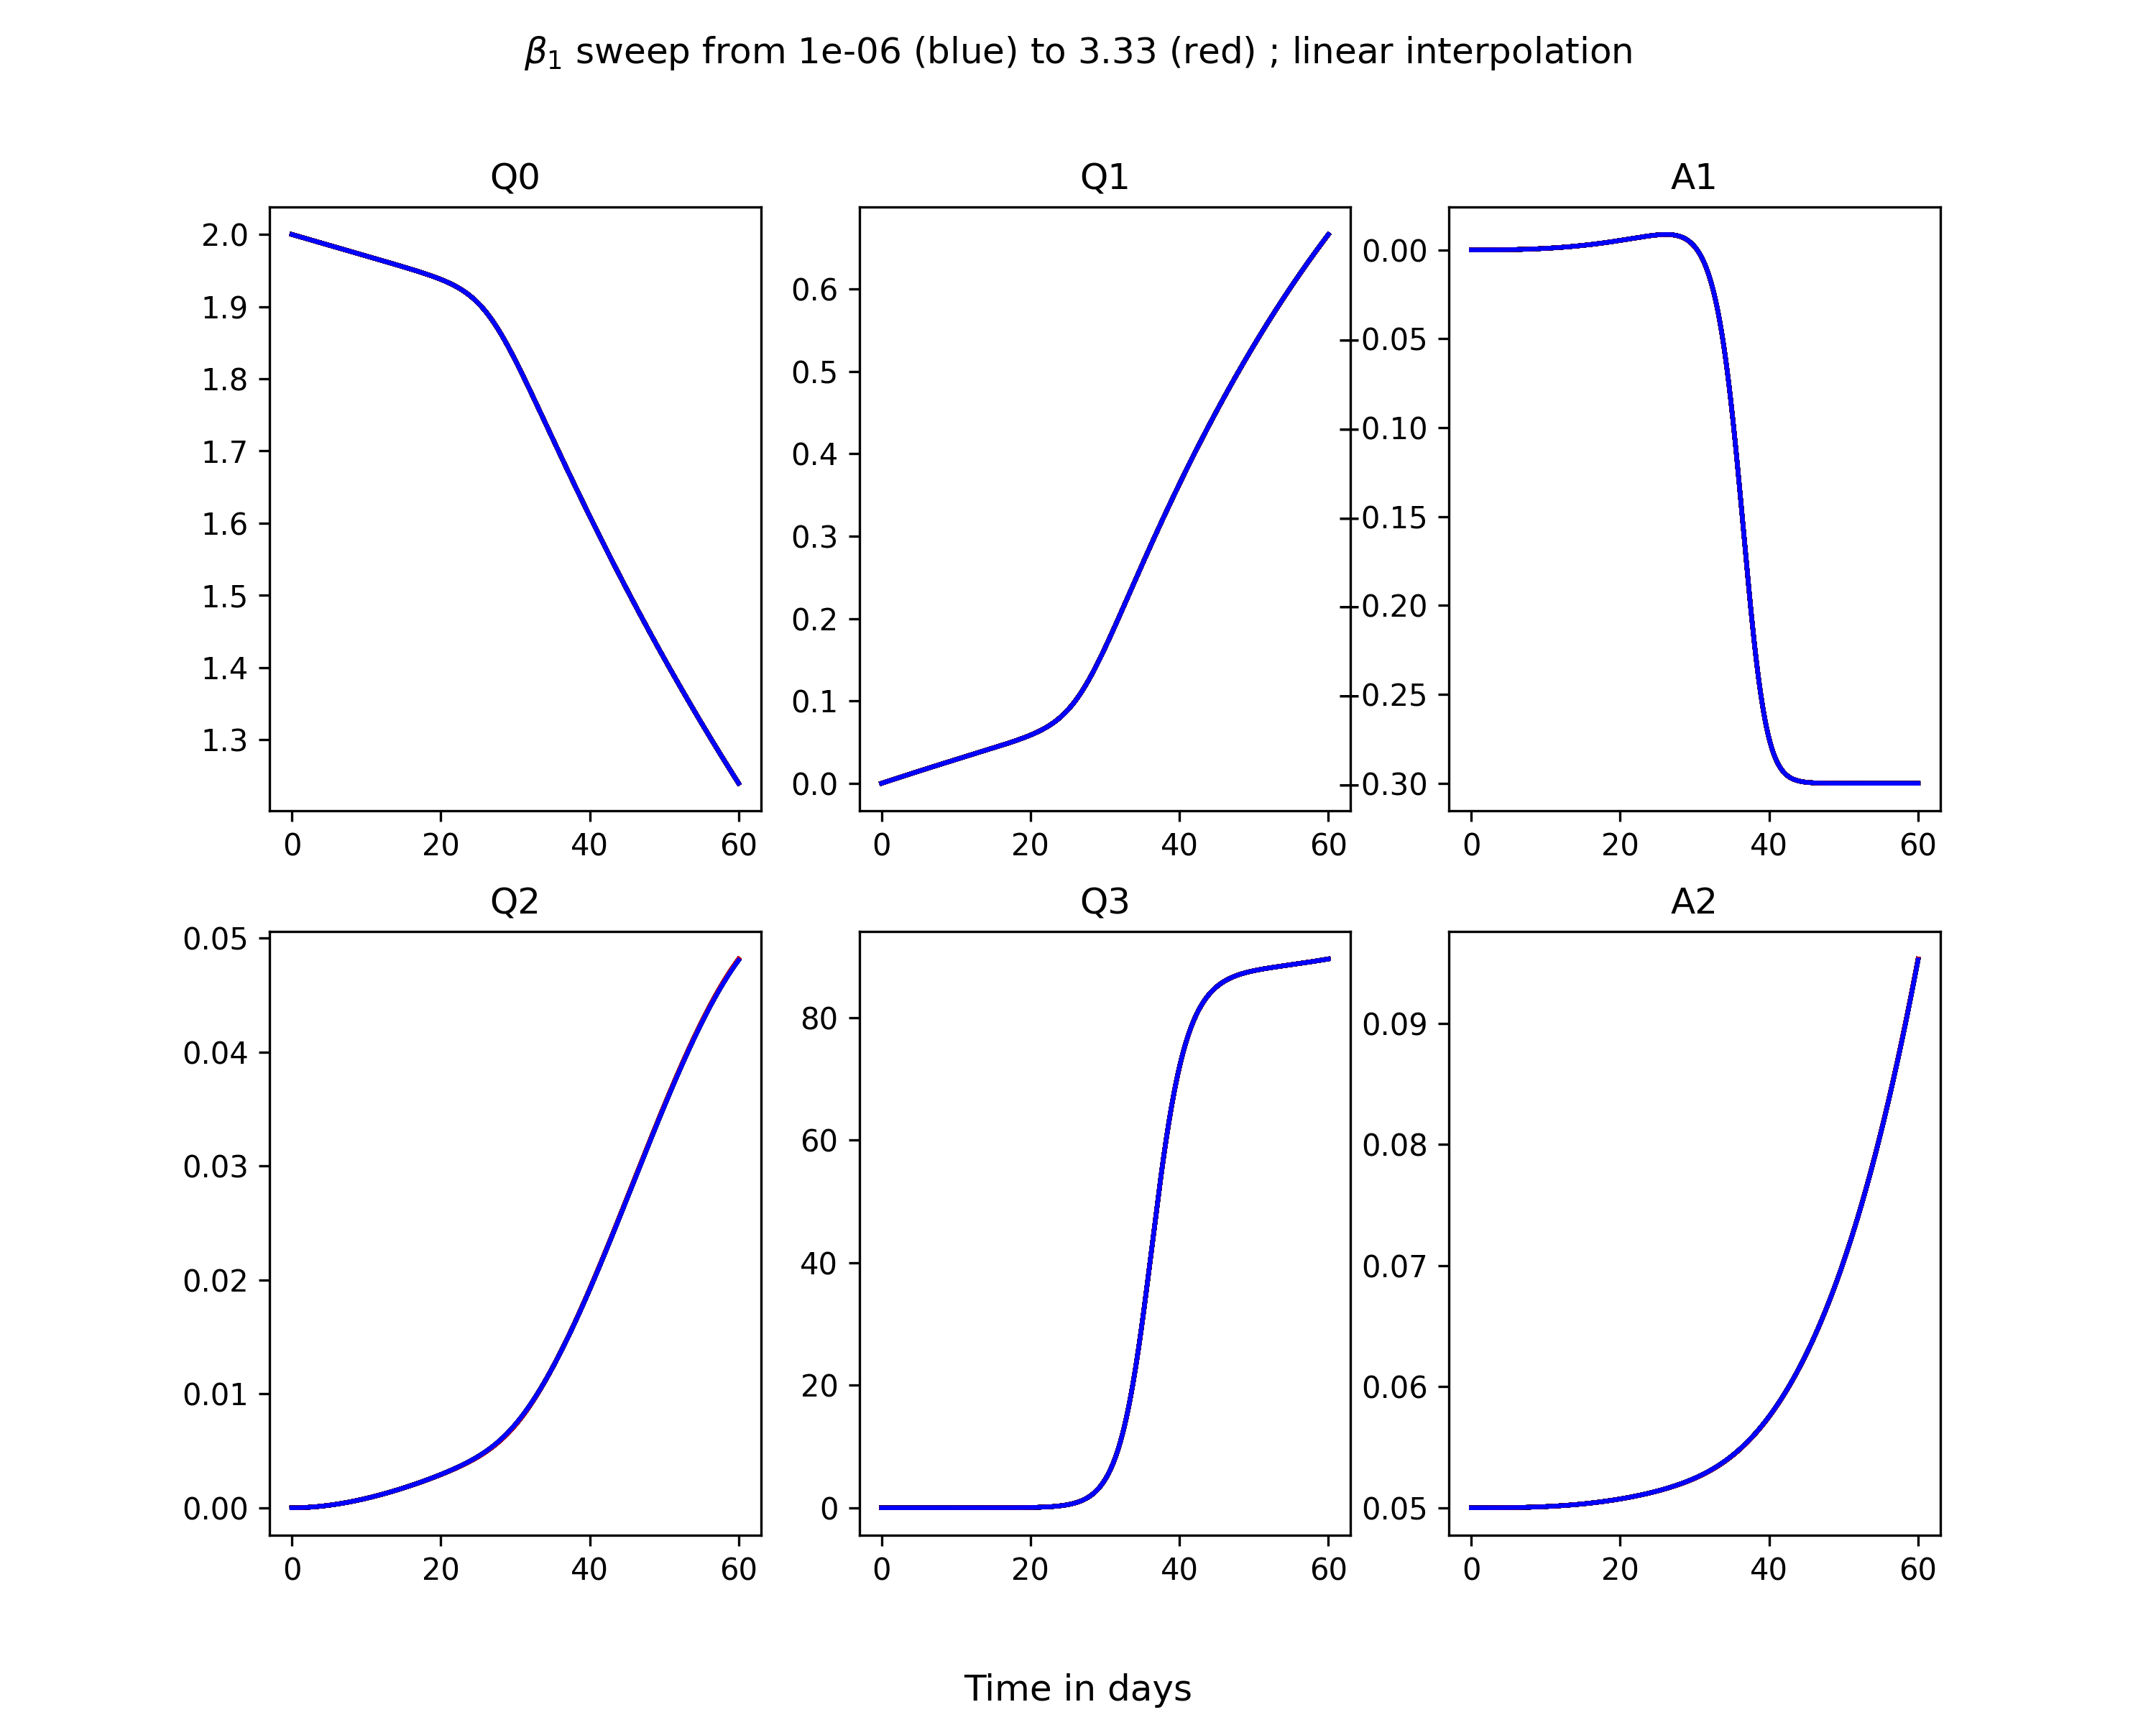 β₁ sweep from 1e-06 (blue) to 3.33 (red) ; linear interpolation
Q0
2.0
1.9
1.8
1.7
1.6
1.5
1.4
1.3
0 20 40 60
Q1
0.6
0.5
0.4
0.3
0.2
0.1
0.0
0 20 40 60
A1
0.00
−0.05
−0.10
−0.15
−0.20
−0.25
−0.30
0 20 40 60
Q2
0.05
0.04
0.03
0.02
0.01
0.00
0 20 40 60
Q3
80
60
40
20
0
0 20 40 60
A2
0.09
0.08
0.07
0.06
0.05
0 20 40 60
Time in days